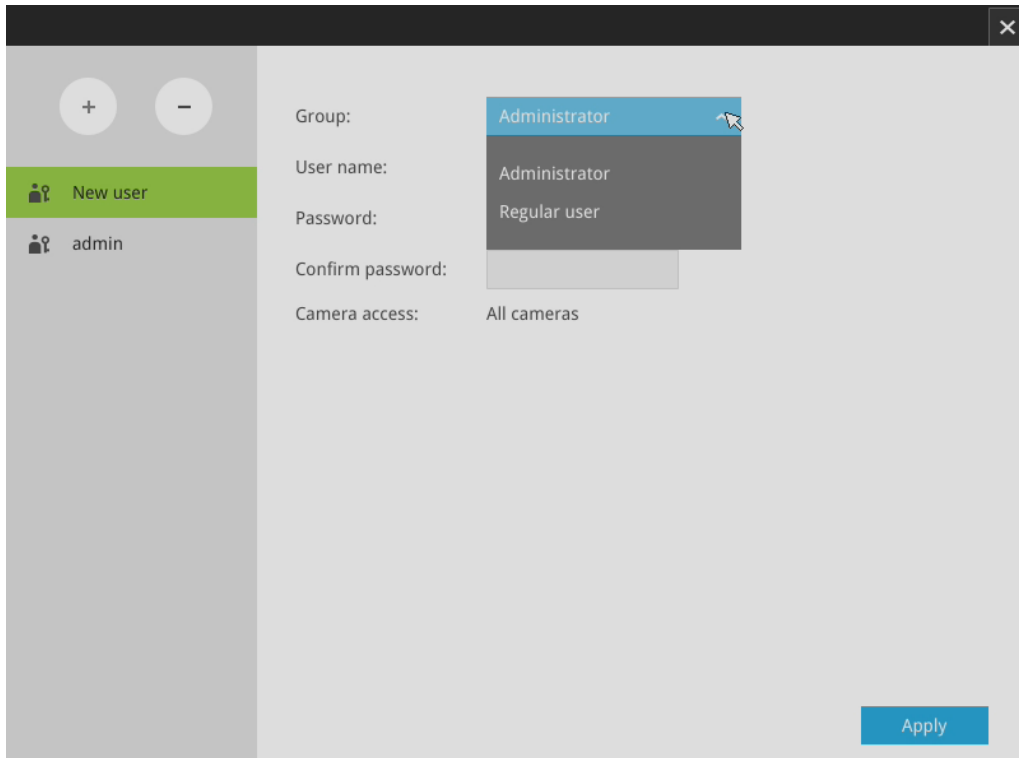 + -
Group: Administrator
User name:
Administrator
Regular user
New user
Password:
admin
Confirm password:
Camera access: All cameras
Apply